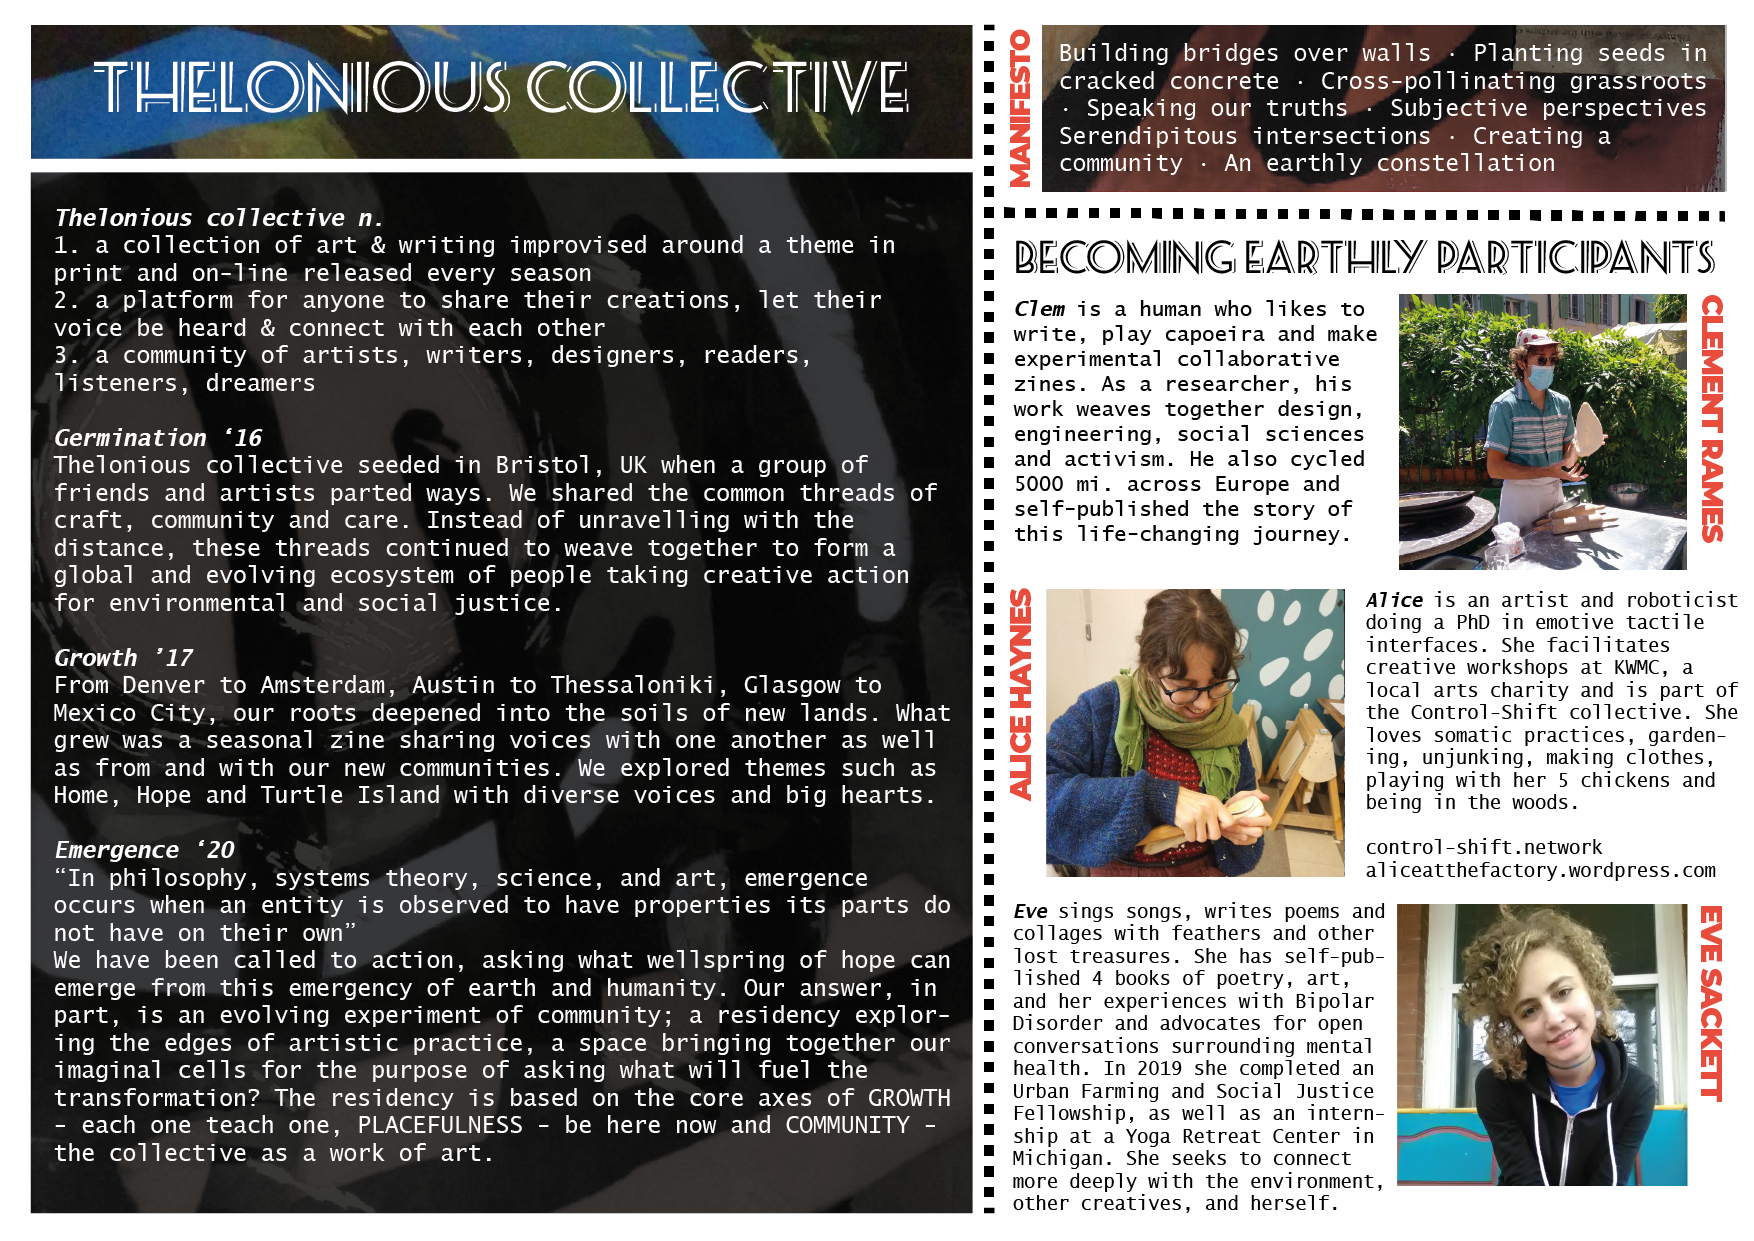 THELONIOUS COLLECTIVE
Thelonious collective n.
1. a collection of art & writing improvised around a theme in
print and on-line released every season
2. a platform for anyone to share their creations, let their
voice be heard & connect with each other
3. a community of artists, writers, designers, readers,
listeners, dreamers
Germination ‘16
Thelonious collective seeded in Bristol, UK when a group of
friends and artists parted ways. We shared the common threads of
craft, community and care. Instead of unravelling with the
distance, these threads continued to weave together to form a
global and evolving ecosystem of people taking creative action
for environmental and social justice.
Growth ’17
From Denver to Amsterdam, Austin to Thessaloniki, Glasgow to
Mexico City, our roots deepened into the soils of new lands. What
grew was a seasonal zine sharing voices with one another as well
as from and with our new communities. We explored themes such as
Home, Hope and Turtle Island with diverse voices and big hearts.
Emergence ‘20
“In philosophy, systems theory, science, and art, emergence
occurs when an entity is observed to have properties its parts do
not have on their own”
We have been called to action, asking what wellspring of hope can
emerge from this emergency of earth and humanity. Our answer, in
part, is an evolving experiment of community; a residency explor-
ing the edges of artistic practice, a space bringing together our
imaginal cells for the purpose of asking what will fuel the
transformation? The residency is based on the core axes of GROWTH
- each one teach one, PLACEFULNESS - be here now and COMMUNITY -
the collective as a work of art.
MANIFESTO
Building bridges over walls · Planting seeds in
cracked concrete · Cross-pollinating grassroots
· Speaking our truths · Subjective perspectives
Serendipitous intersections · Creating a
community · An earthly constellation
BECOMING EARTHLY PARTICIPANTS
Clem is a human who likes to
write, play capoeira and make
experimental collaborative
zines. As a researcher, his
work weaves together design,
engineering, social sciences
and activism. He also cycled
5000 mi. across Europe and
self-published the story of
this life-changing journey.
CLEMENT RAMES
ALICE HAYNES
Alice is an artist and roboticist
doing a PhD in emotive tactile
interfaces. She facilitates
creative workshops at KWMC, a
local arts charity and is part of
the Control-Shift collective. She
loves somatic practices, garden-
ing, unjunking, making clothes,
playing with her 5 chickens and
being in the woods.
control-shift.network
aliceatthefactory.wordpress.com
Eve sings songs, writes poems and
collages with feathers and other
lost treasures. She has self-pub-
lished 4 books of poetry, art,
and her experiences with Bipolar
Disorder and advocates for open
conversations surrounding mental
health. In 2019 she completed an
Urban Farming and Social Justice
Fellowship, as well as an intern-
ship at a Yoga Retreat Center in
Michigan. She seeks to connect
more deeply with the environment,
other creatives, and herself.
EVE SACKETT